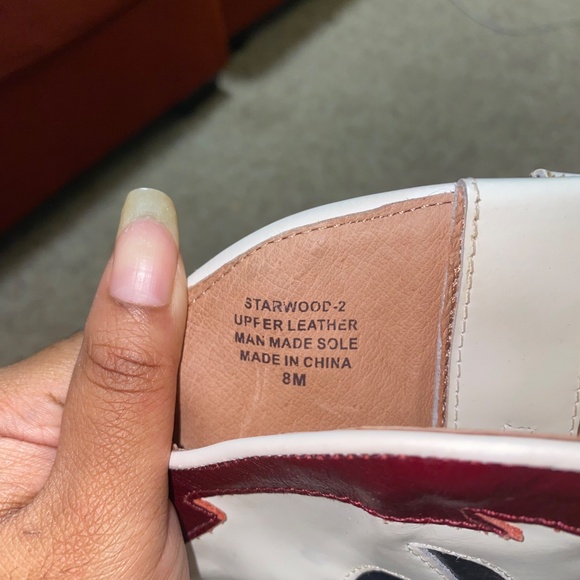 STARWOOD-2
UPPER LEATHER
MAN MADE SOLE
MADE IN CHINA
8M